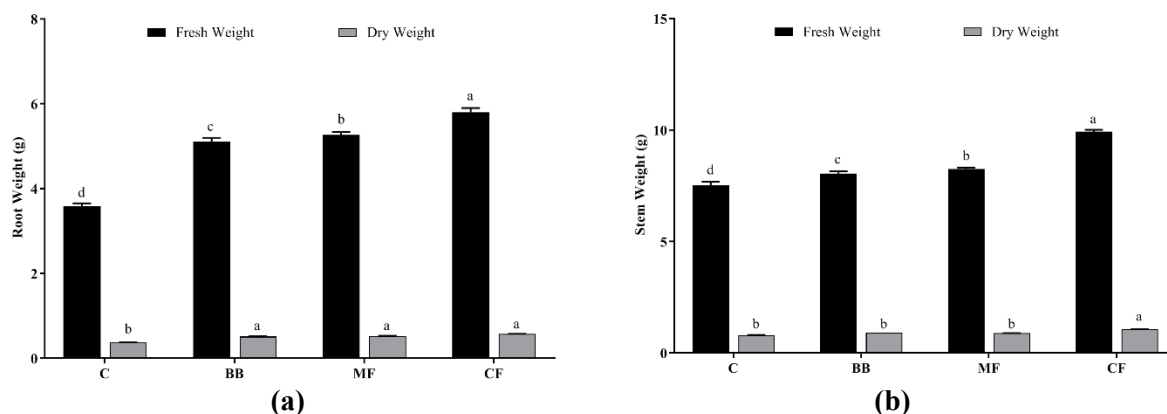 8
Fresh Weight Dry Weight
6
4
2
0
Root Weight (g)
d
b
c
a
b
a
a
a
C BB MF CF
(a)
15
Fresh Weight Dry Weight
10
5
0
Stem Weight (g)
d
b
c
b
b
b
a
a
C BB MF CF
(b)